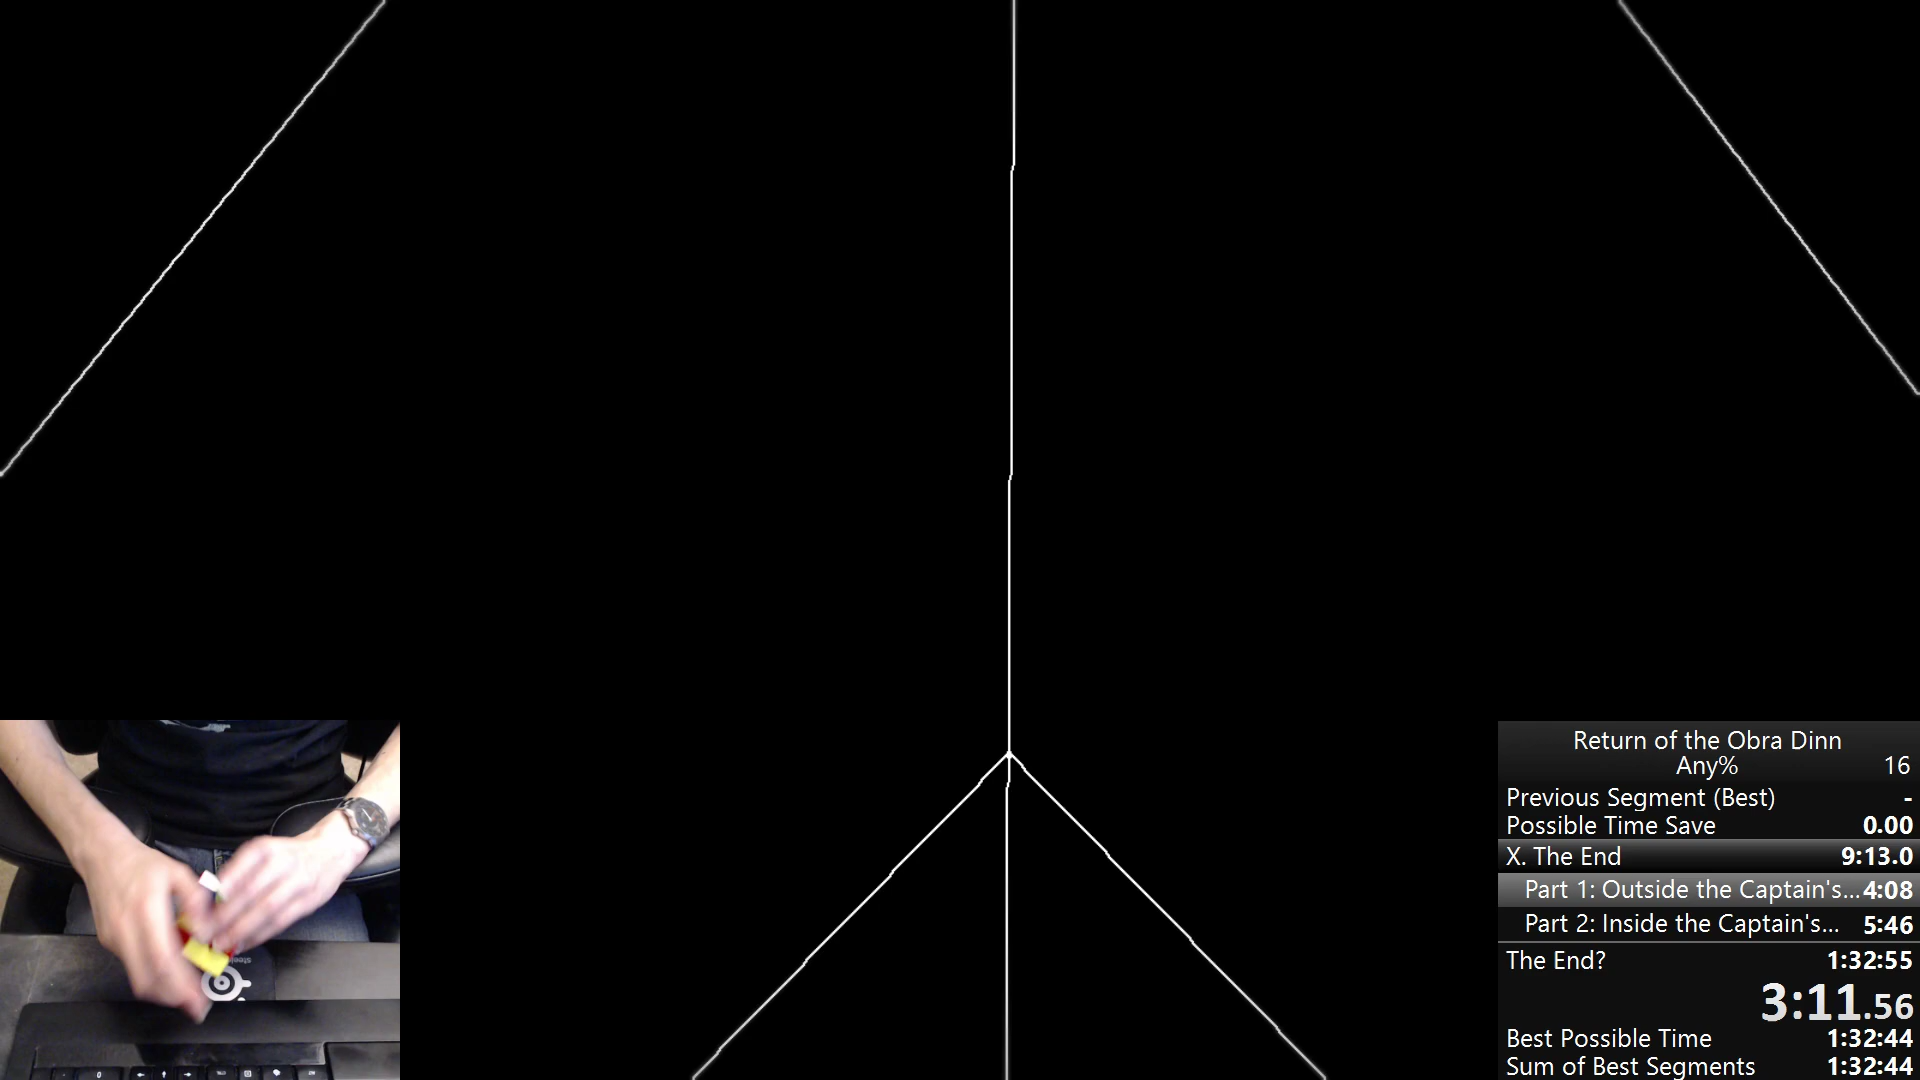 Return of the Obra Dinn
Any%
16
Previous Segment (Best) -
Possible Time Save 0.00
X. The End 9:13.0
Part 1: Outside the Captain's... 4:08
Part 2: Inside the Captain's... 5:46
The End? 1:32:55
3:11.56
Best Possible Time 1:32:44
Sum of Best Segments 1:32:44